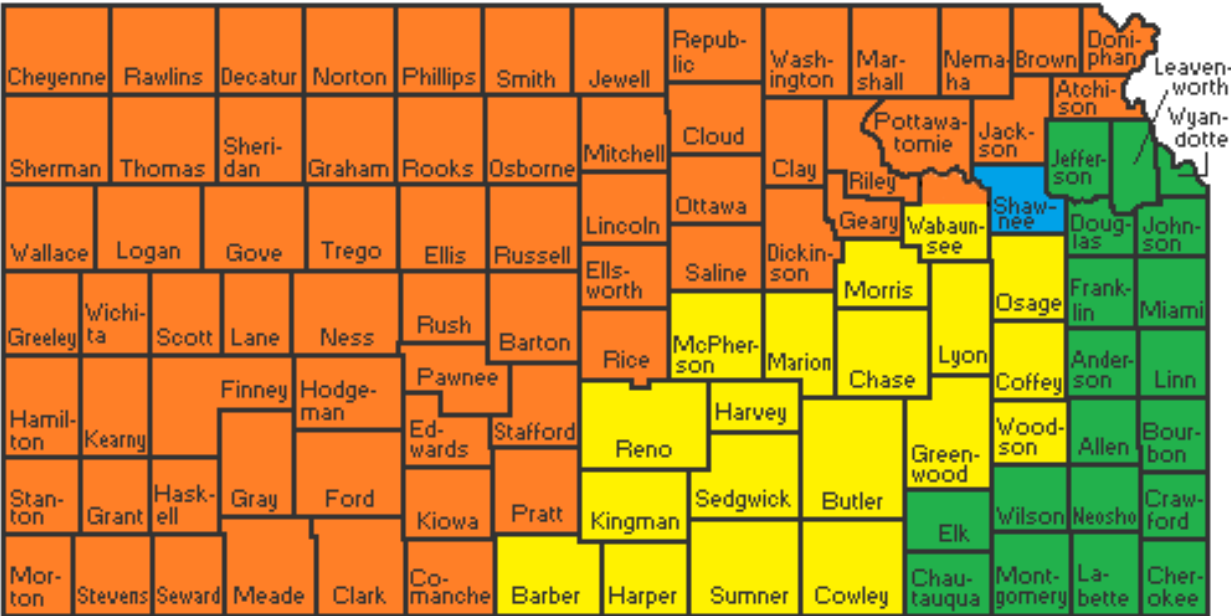 Cheyenne
Rawlins
Decatur
Norton
Phillips
Smith
Jewell
Repub-
lic
Wash-
ington
Mar-
shall
Nema-
ha
Brown
Doni-
phan
Leaven-
worth
Wyan-
dotte
Sherman
Thomas
Sheri-
dan
Graham
Rooks
Osborne
Mitchell
Cloud
Clay
Riley
Pottawa-
tomie
Jack-
son
Atchi-
son
Jeffer-
son
Wallace
Logan
Gove
Trego
Ellis
Russell
Lincoln
Ottawa
Geary
Wabaun-
see
Shaw-
nee
Doug-
las
John-
son
Ells-
worth
Saline
Dickin-
son
Morris
Osage
Frank-
lin
Miami
Greeley
Wichi-
ta
Scott
Lane
Ness
Rush
Barton
Rice
McPher-
son
Marion
Chase
Lyon
Coffey
Ander-
son
Linn
Hamil-
ton
Kearny
Finney
Hodge-
man
Pawnee
Ed-
wards
Stafford
Reno
Harvey
Butler
Green-
wood
Wood-
son
Allen
Bour-
bon
Stan-
ton
Grant
Hask-
ell
Gray
Ford
Kiowa
Pratt
Kingman
Sedgwick
Elk
Wilson
Neosho
Craw-
ford
Mor-
ton
Stevens
Seward
Meade
Clark
Co-
manche
Barber
Harper
Sumner
Cowley
Chau-
tauqua
Mont-
gomery
La-
bette
Cher-
okee